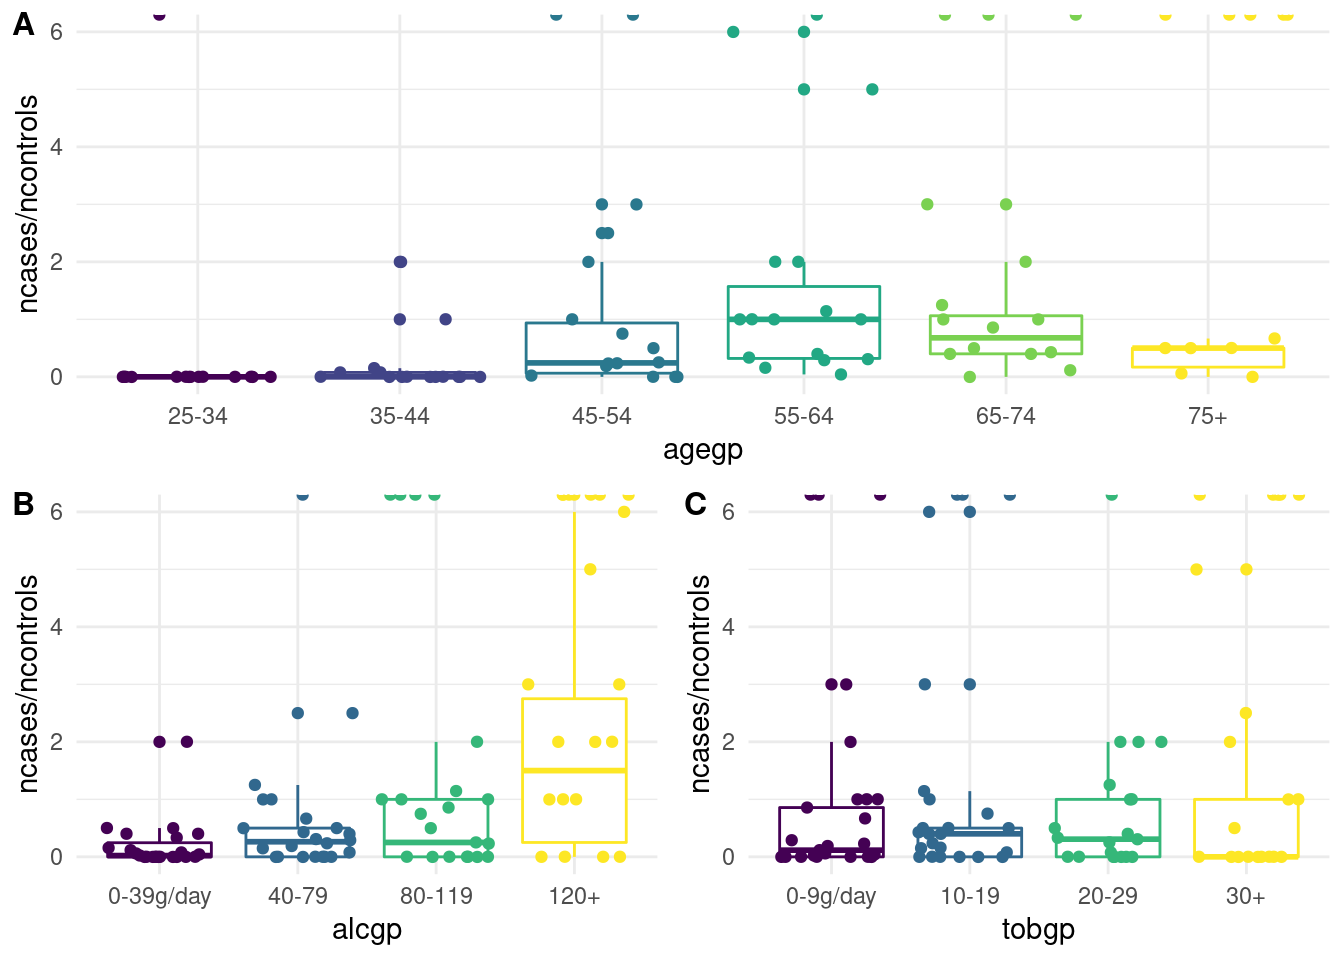 A
ncases/ncontrols
6
4
2
0
25-34 35-44 45-54 55-64 65-74 75+
agegp
B
ncases/ncontrols
6
4
2
0
0-39g/day 40-79 80-119 120+
alcgp
C
ncases/ncontrols
6
4
2
0
0-9g/day 10-19 20-29 30+
tobgp